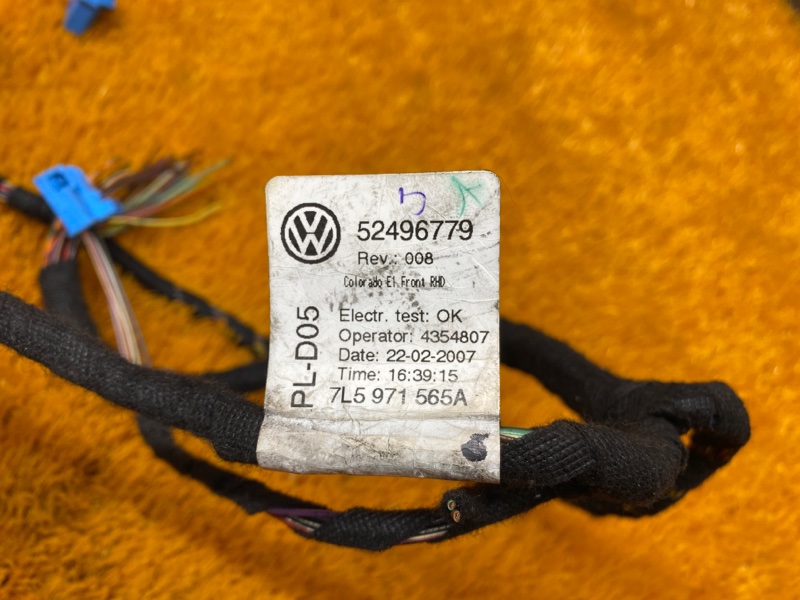 52496779
Rev.: 008
Colorado E1 Front RHD
PL-D05
Electr. test: OK
Operator: 4354807
Date: 22-02-2007
Time: 16:39:15
7L5 971 565A